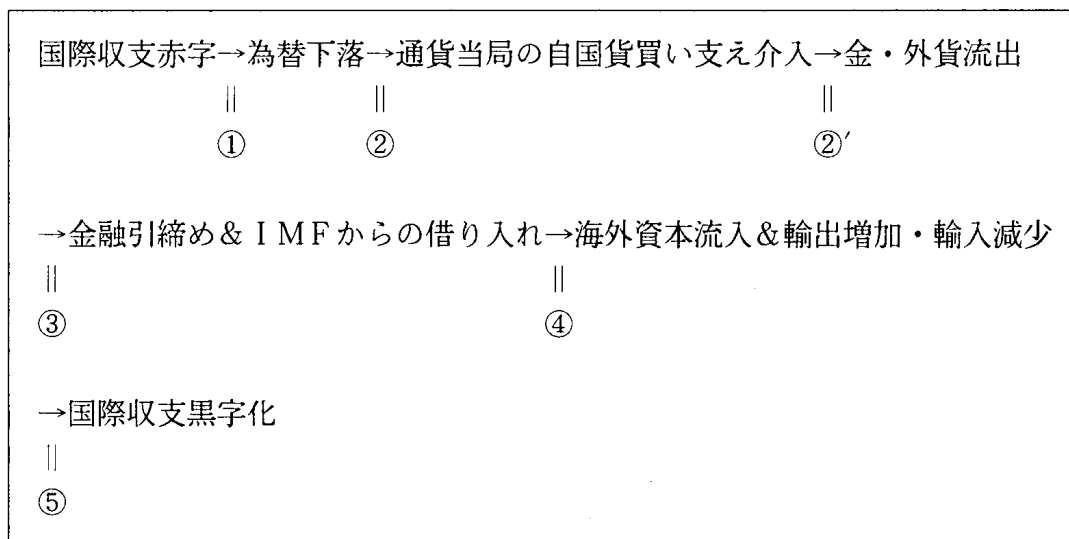 国際収支赤字→為替下落→通貨当局の自国貨買い支え介入→金・外貨流出
|| || ||
① ② ②′
→金融引締め&IMFからの借り入れ→海外資本流入&輸出増加・輸入減少
|| ||
③ ④
→国際収支黒字化
||
⑤